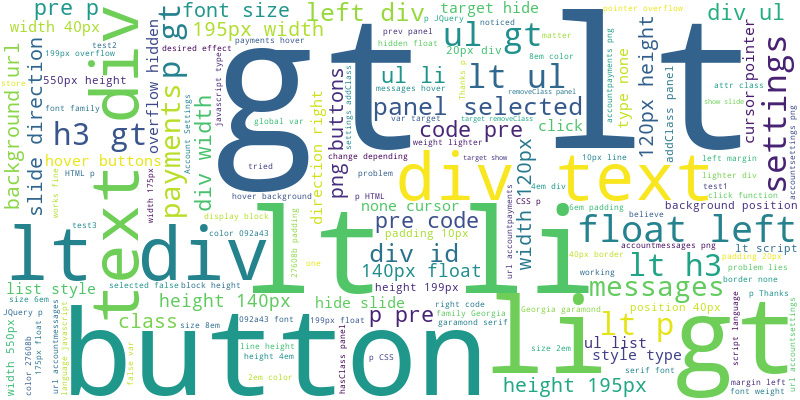 pre p
font size
left div
target hide
pointer overflow
div ul
width 40px
payments hover
195px width
p JQuery
noticed
matter
test2
199px overflow
desired effect
prev panel
hidden float
ul gt
20px div
8em color
120px height
attr class
store
550px height
overflow hidden
p gt
gt
lt
ul li
lt ul
Thanks p
type none
cursor pointer
settings
background url
slide direction
font family
text div
Account Settings
javascript type
global var
messages hover
removeClass panel
panel selected
accountpayments png
addClass panel
show slide
h3 gt
payments
div width
tried
direction right
png buttons
settings addClass
var target
target removeClass
code pre
weight lighter
click
accountsettings png
hover buttons
change depending
target show
10px line
left margin
lighter div
works fine
HTML p
width 175px
hover background
problem
p HTML
div text
4em div
test1
click function
CSS p
6em padding
background position
test3
display block
27608b padding
none cursor
pre code
width 120px
url accountpayments
float left
lt div
color 092a43
lt
li
padding 10px
div id
believe
accountmessages png
lt script
one
140px float
40px border
lt h3
padding 20px
list style
selected false
block height
height 199px
working
problem lies
border none
size 6em
height 140px
hide slide
messages
width 550px
JQuery p
color 27608b
175px float
url accountmessages
language javascript
class
size 8em
092a43 font
199px float
p pre
right code
family Georgia
garamond serif
Georgia garamond
li
lt p
position 40px
script language
url accountsettings
false var
button
line height
height 4em
2em color
hasClass panel
p CSS
size 2em
ul list
style type
serif font
gt
p Thanks
height 195px
margin left
font weight